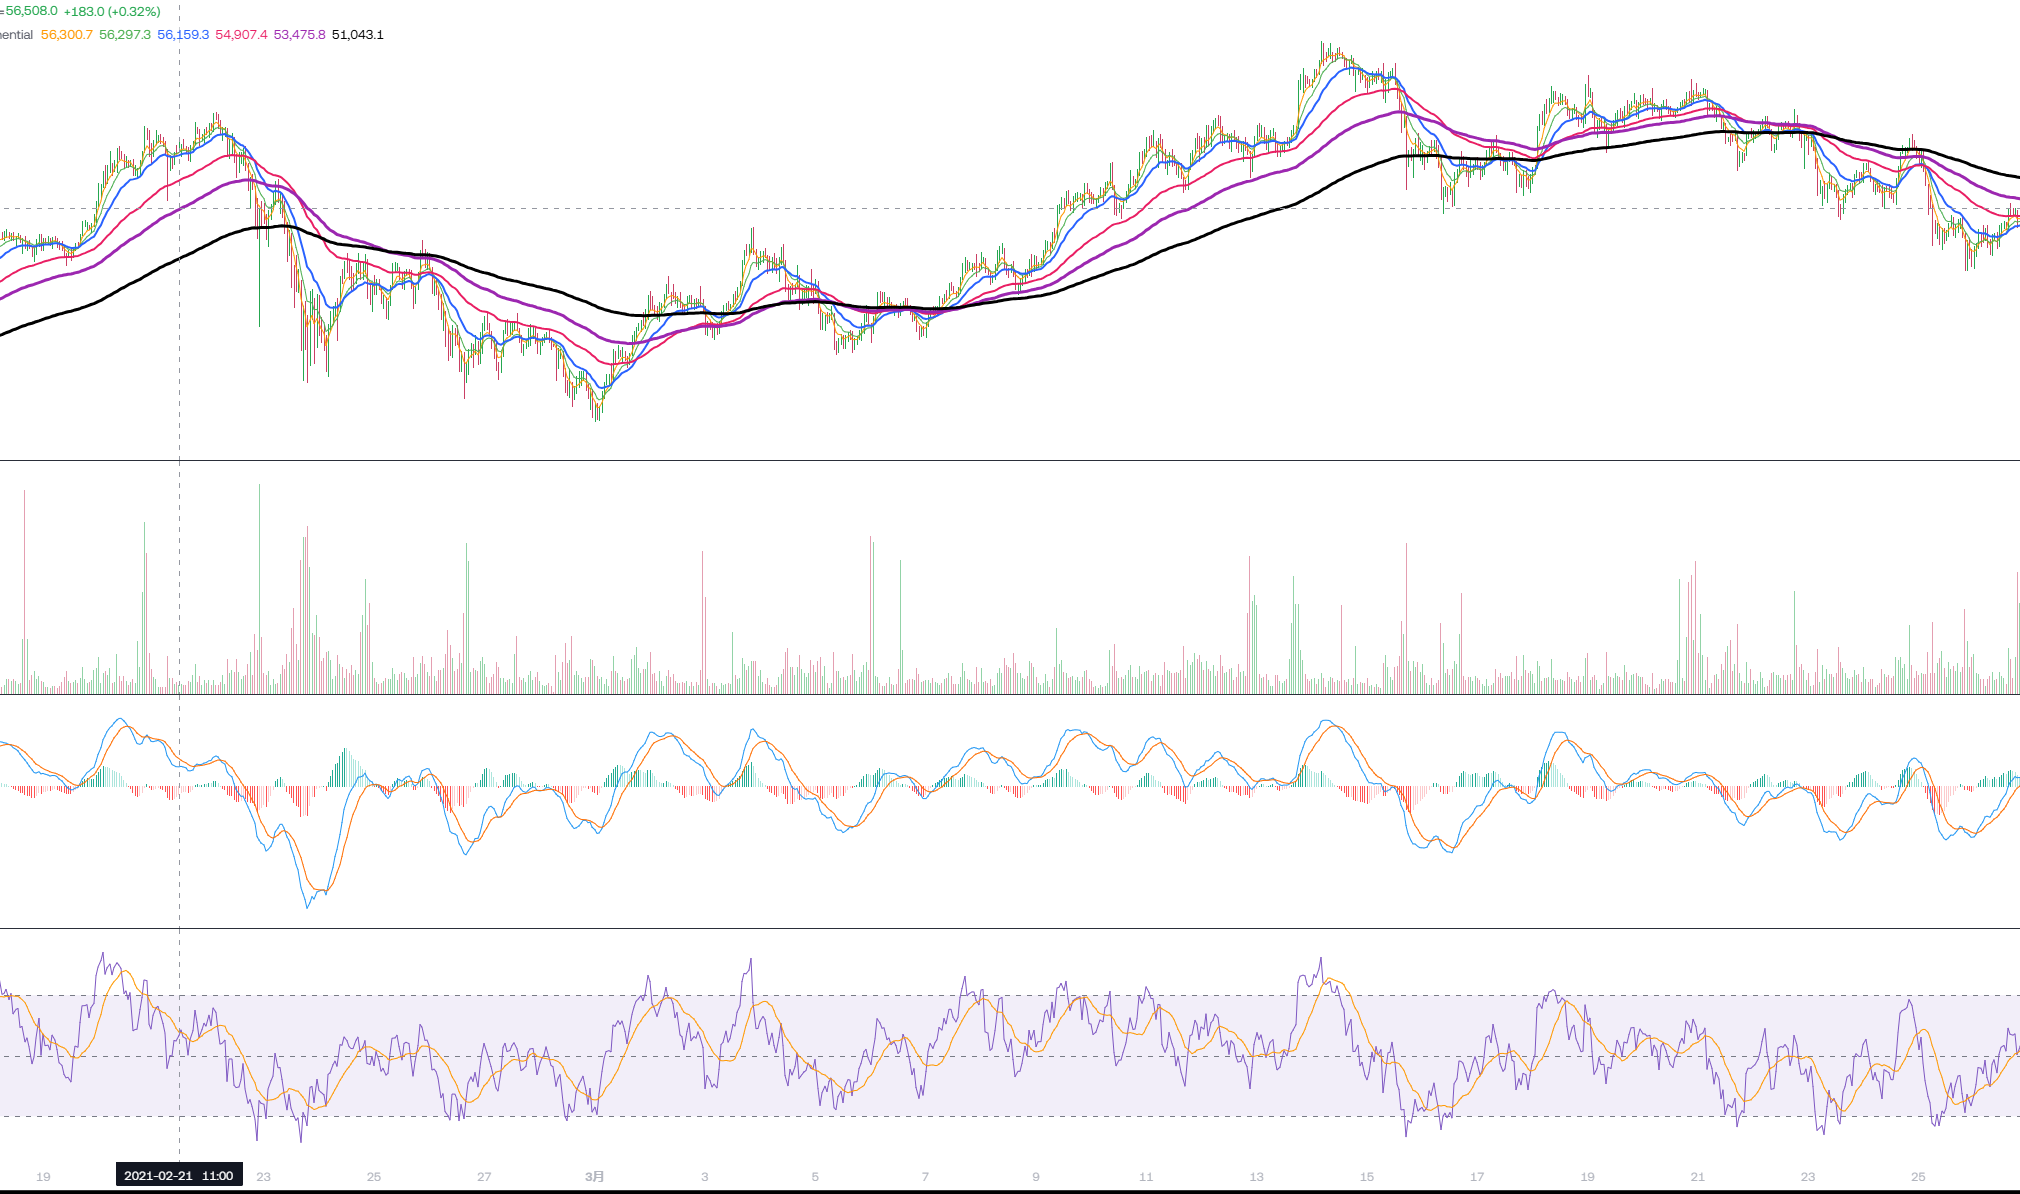 =56,508.0 +183.0 (+0.32%)
nential 56,300.7 56,297.3 56,159.3 54,907.4 53,475.8 51,043.1
19 2021-02-21 11:00 23 25 27 3月 3 5 7 9 11 13 15 17 19 21 23 25